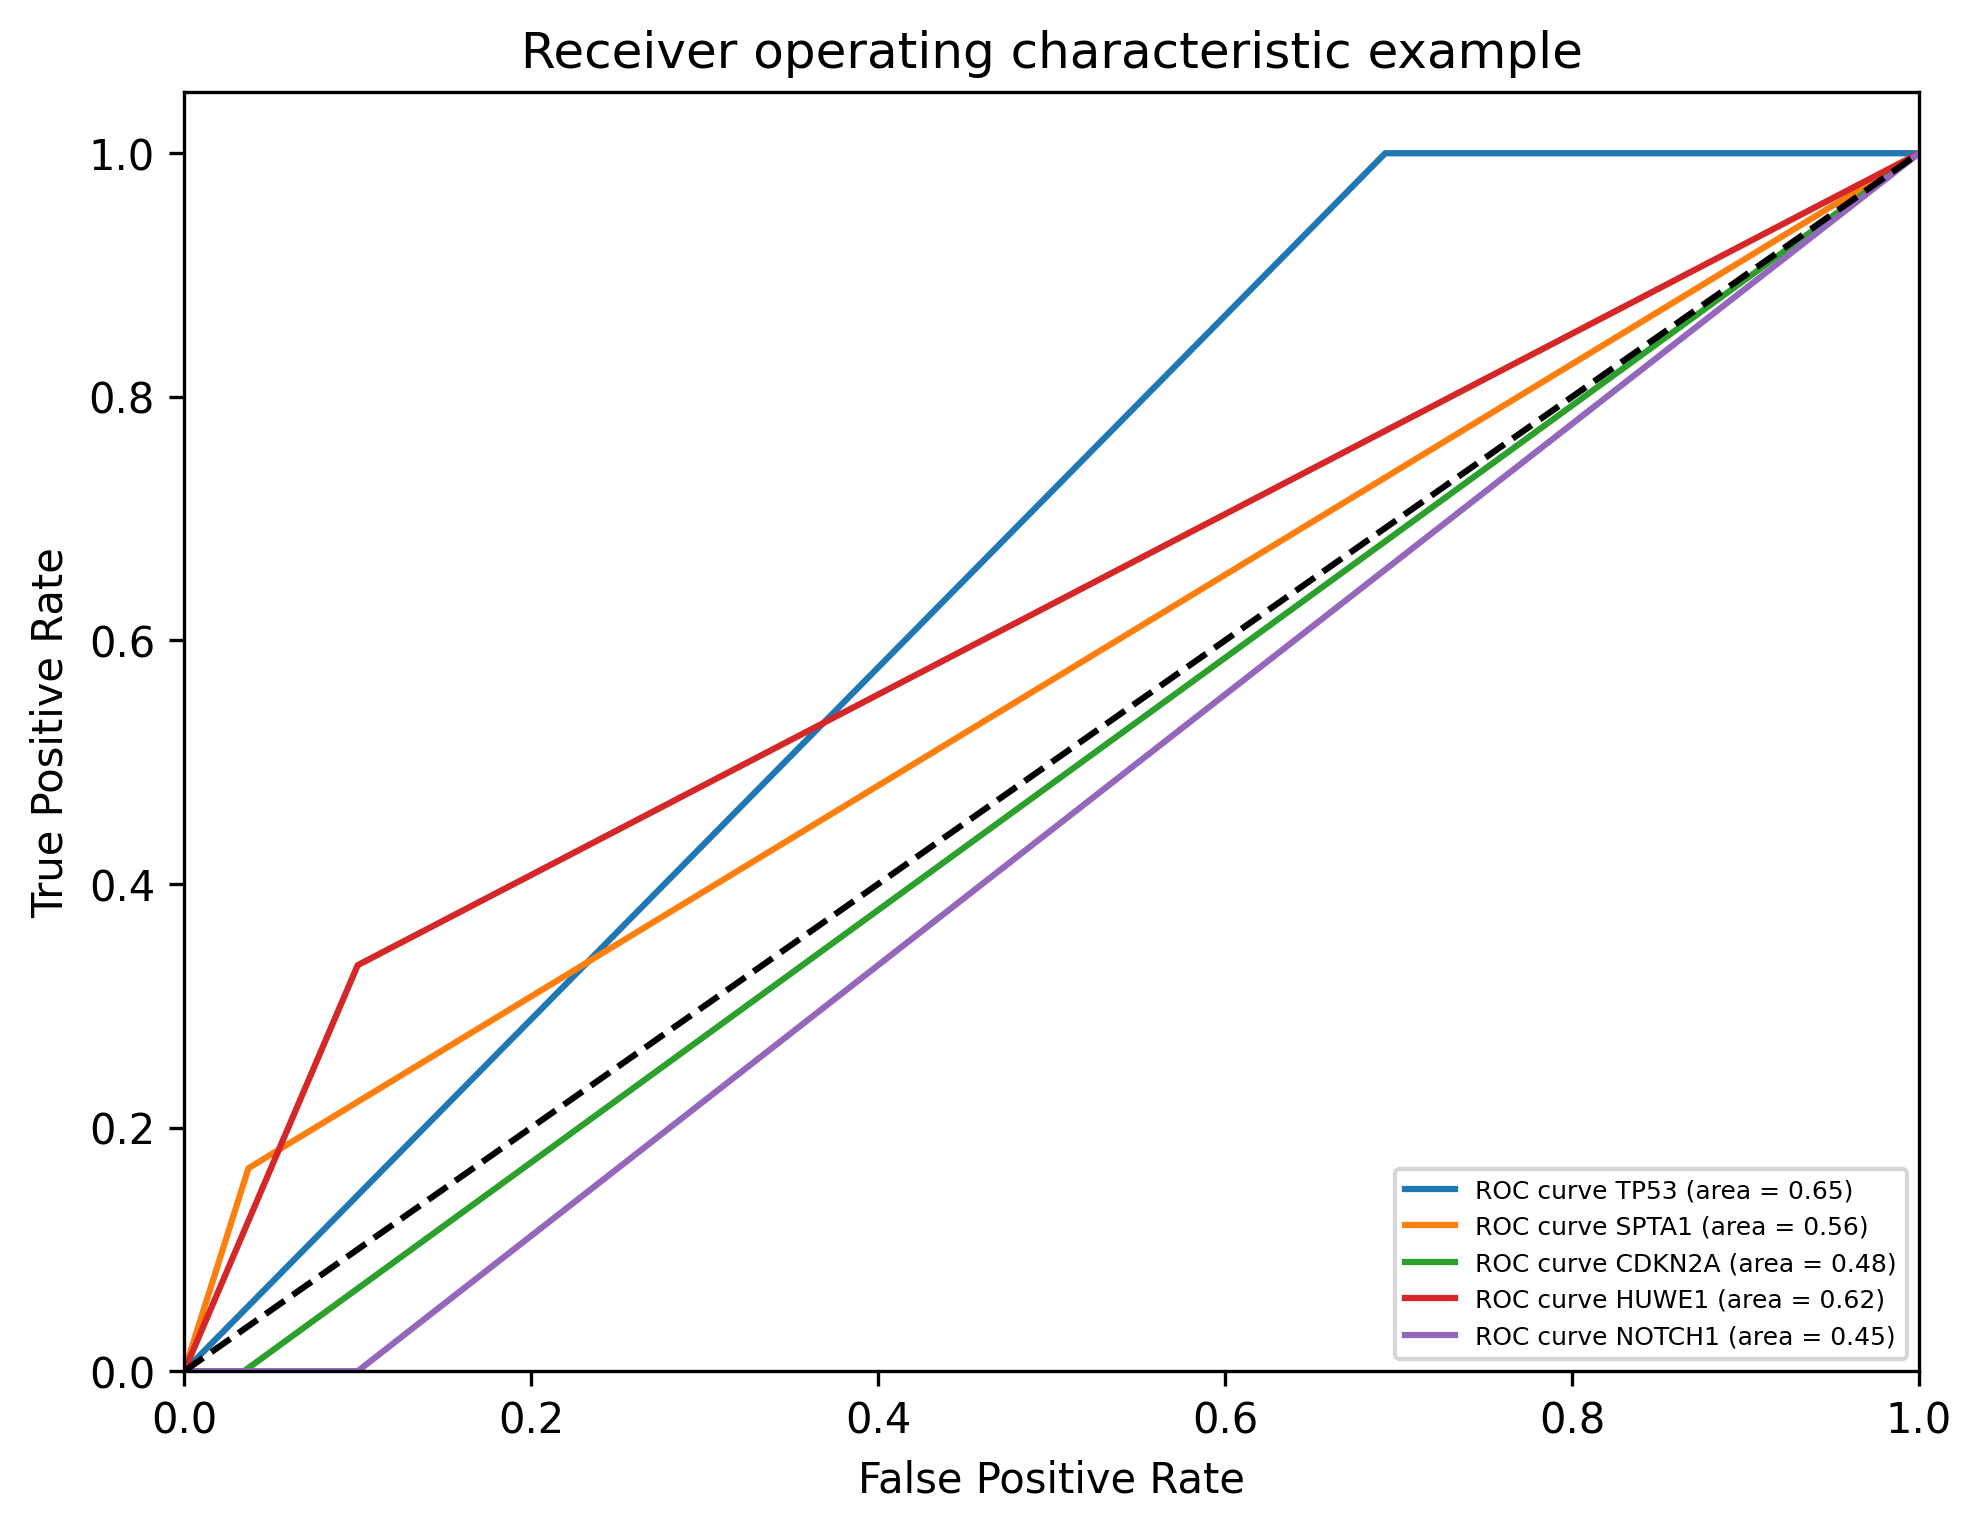 Receiver operating characteristic example
1.0
0.8
0.6
0.4
0.2
0.0
True Positive Rate
0.0 0.2 0.4 0.6 0.8 1.0
False Positive Rate
ROC curve TP53 (area = 0.65)
ROC curve SPTA1 (area = 0.56)
ROC curve CDKN2A (area = 0.48)
ROC curve HUWE1 (area = 0.62)
ROC curve NOTCH1 (area = 0.45)